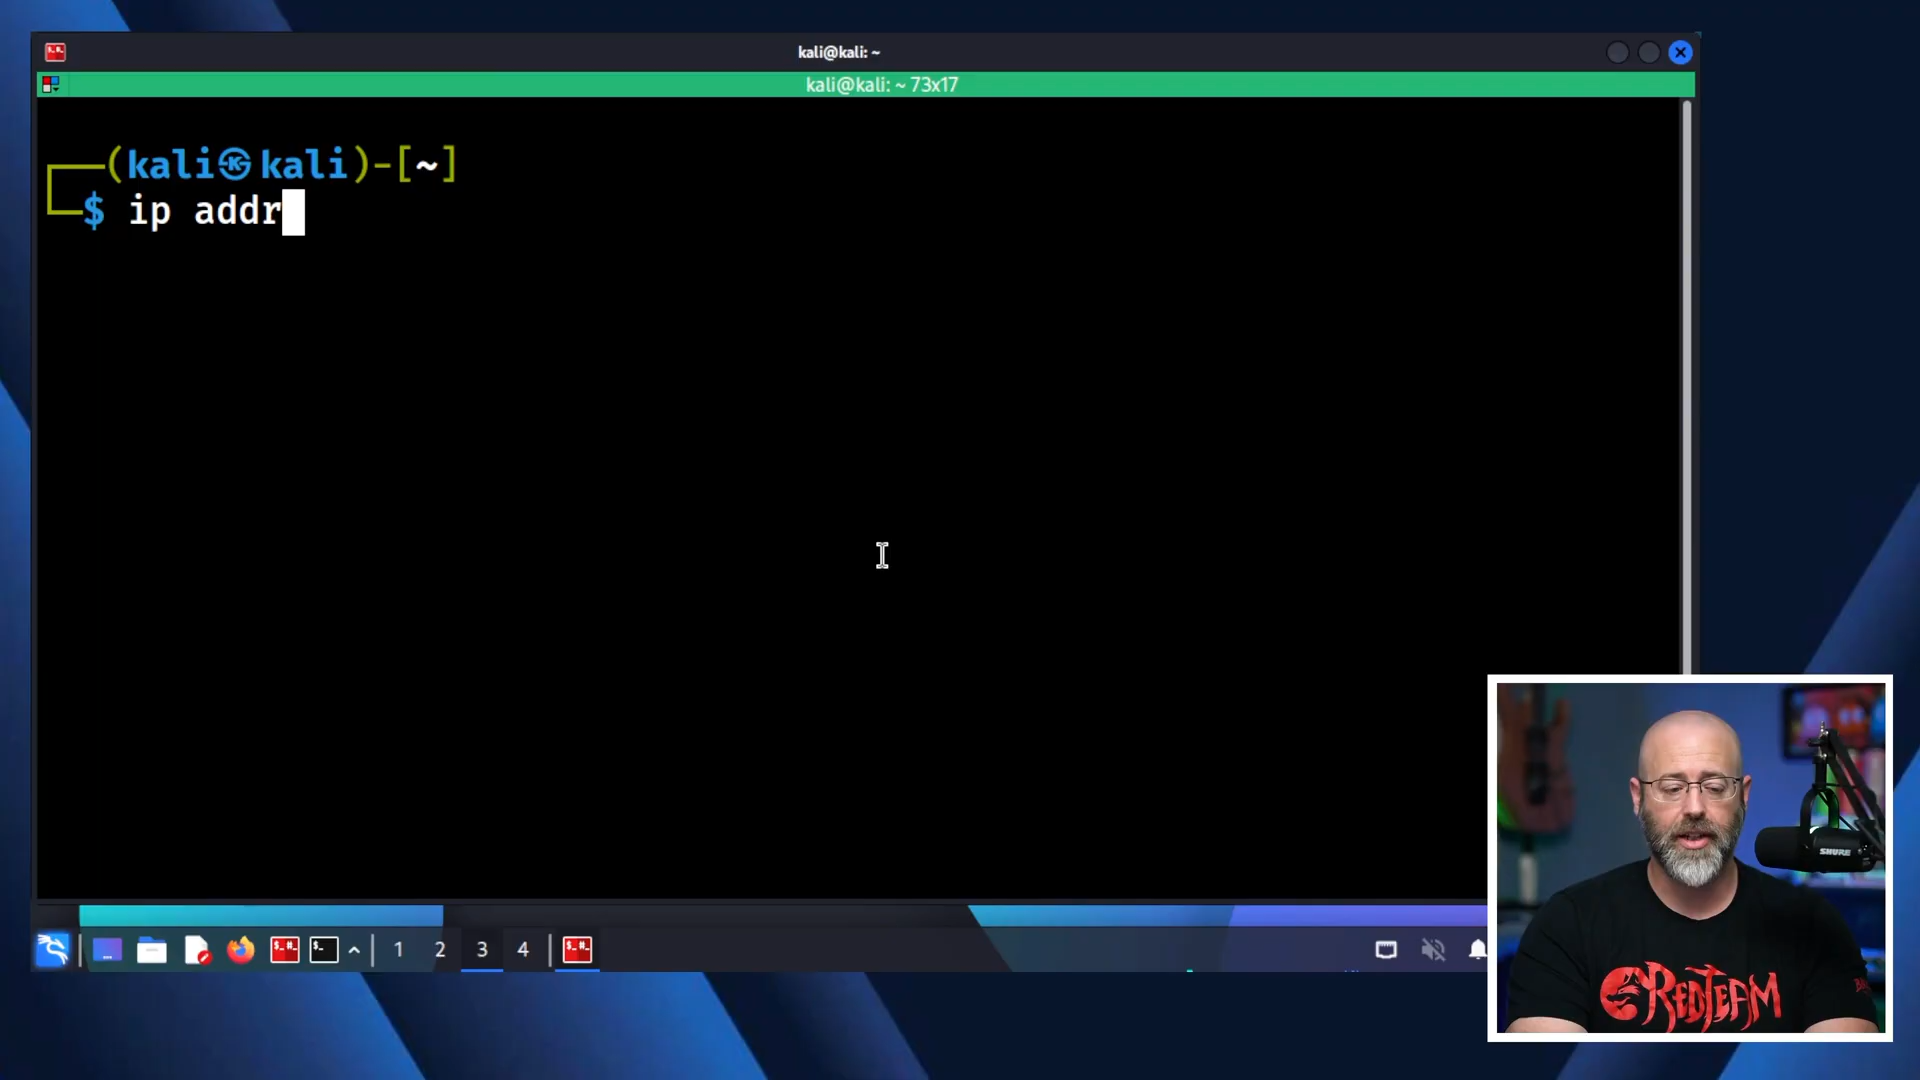 kali@kali: ~
kali@kali: ~ 73x17
(kali㉿kali)-[~]
$ ip addr
1 2 3 4
SHURE
REDTEAM